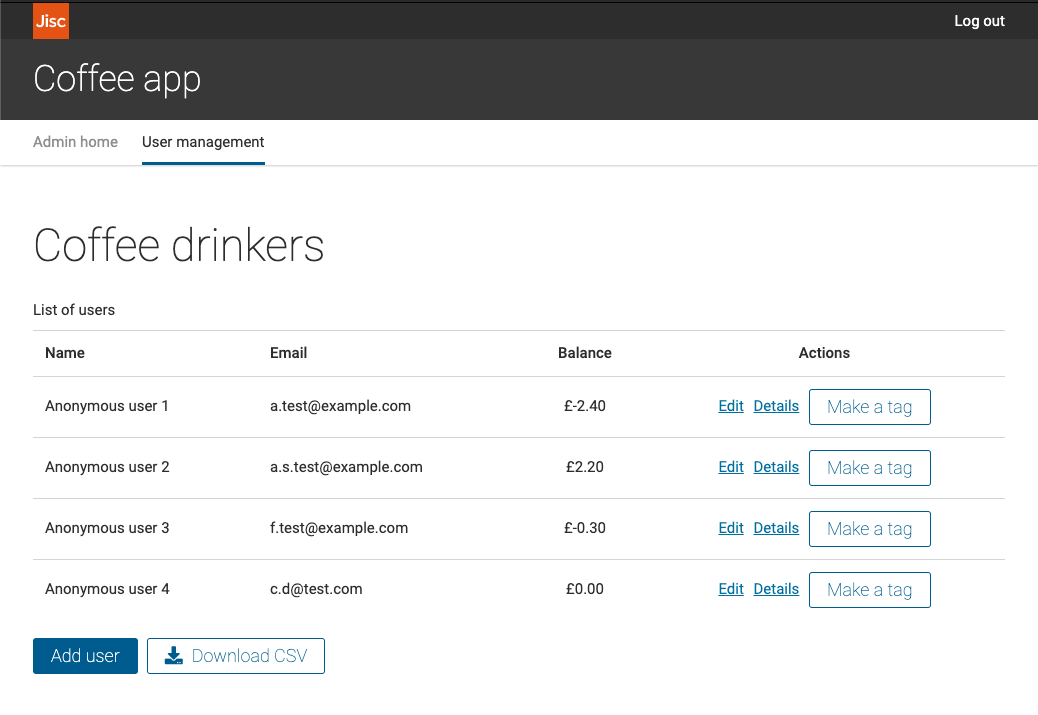 Jisc Log out
Coffee app
Admin home User management
Coffee drinkers
List of users
Name Email Balance Actions
Anonymous user 1 a.test@example.com £-2.40 Edit Details Make a tag
Anonymous user 2 a.s.test@example.com £2.20 Edit Details Make a tag
Anonymous user 3 f.test@example.com £-0.30 Edit Details Make a tag
Anonymous user 4 c.d@test.com £0.00 Edit Details Make a tag
Add user Download CSV